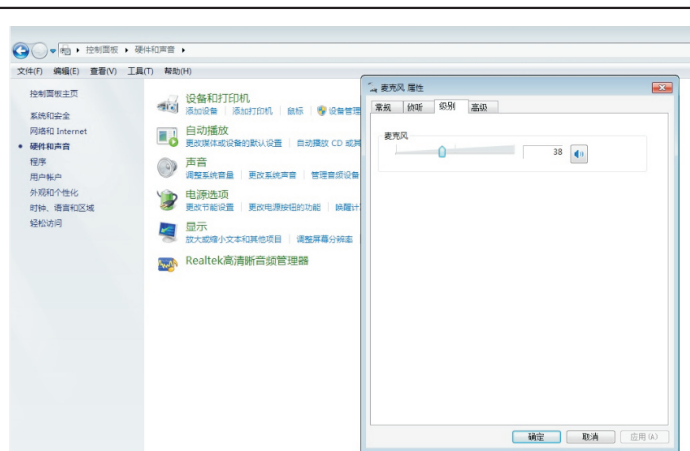 控制面板 ▸ 硬件和声音 ▸
文件(F) 编辑(E) 查看(V) 工具(T) 帮助(H)
控制面板主页
系统和安全
网络和 Internet
硬件和声音
程序
用户帐户
外观和个性化
时钟、语言和区域
轻松访问
设备和打印机
添加设备 | 添加打印机 | 鼠标 | 设备管理
自动播放
更改媒体或设备的默认设置 | 自动播放 CD 或其
声音
调整系统音量 | 更改系统声音 | 管理音频设备
电源选项
更改节能设置 | 更改电源按钮的功能 | 唤醒计
显示
放大或缩小文本和其他项目 | 调整屏幕分辨率
Realtek高清晰音频管理器
麦克风 属性
常规 侦听 级别 高级
麦克风
38
确定 取消 应用(A)